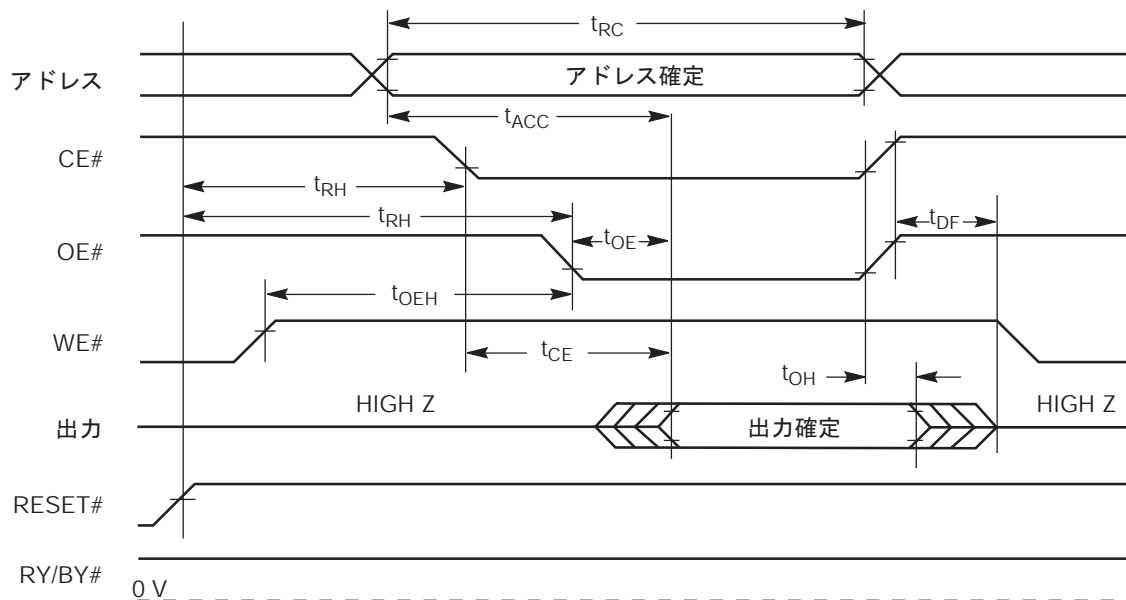 tRC
アドレス
アドレス確定
tACC
CE#
tRH
tRH
tDF
OE#
tOE
tOEH
WE#
tCE
tOH
HIGH Z
HIGH Z
出力
出力確定
RESET#
RY/BY#
0 V